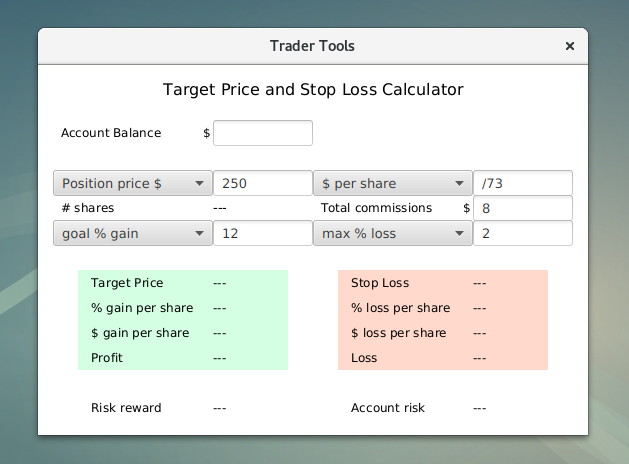 Trader Tools ×
Target Price and Stop Loss Calculator
Account Balance $
Position price $ 250 $ per share /73
# shares --- Total commissions $ 8
goal % gain 12 max % loss 2
Target Price --- Stop Loss ---
% gain per share --- % loss per share ---
$ gain per share --- $ loss per share ---
Profit --- Loss ---
Risk reward --- Account risk ---